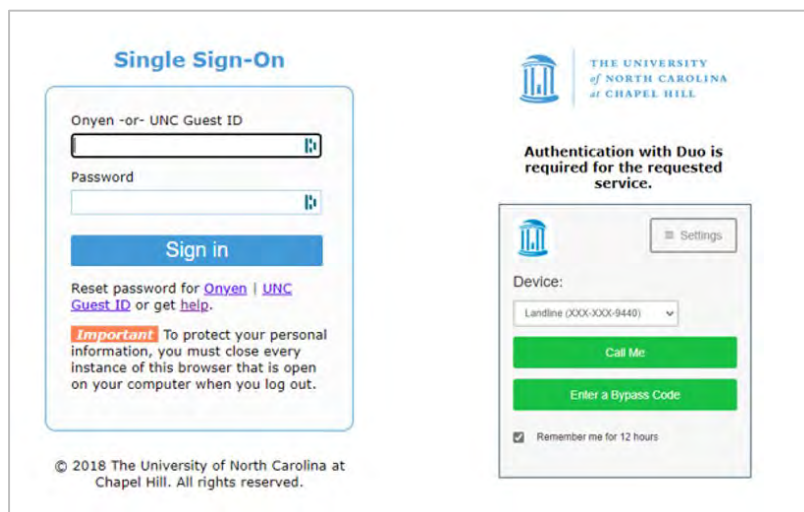 Single Sign-On
Onyen -or- UNC Guest ID
Password
Sign in
Reset password for Onyen | UNC
Guest ID or get help.
Important To protect your personal
information, you must close every
instance of this browser that is open
on your computer when you log out.
© 2018 The University of North Carolina at
Chapel Hill. All rights reserved.
THE UNIVERSITY
of NORTH CAROLINA
at CHAPEL HILL
Authentication with Duo is
required for the requested
service.
Settings
Device:
Landline (XXX-XXX-9440)
Call Me
Enter a Bypass Code
Remember me for 12 hours